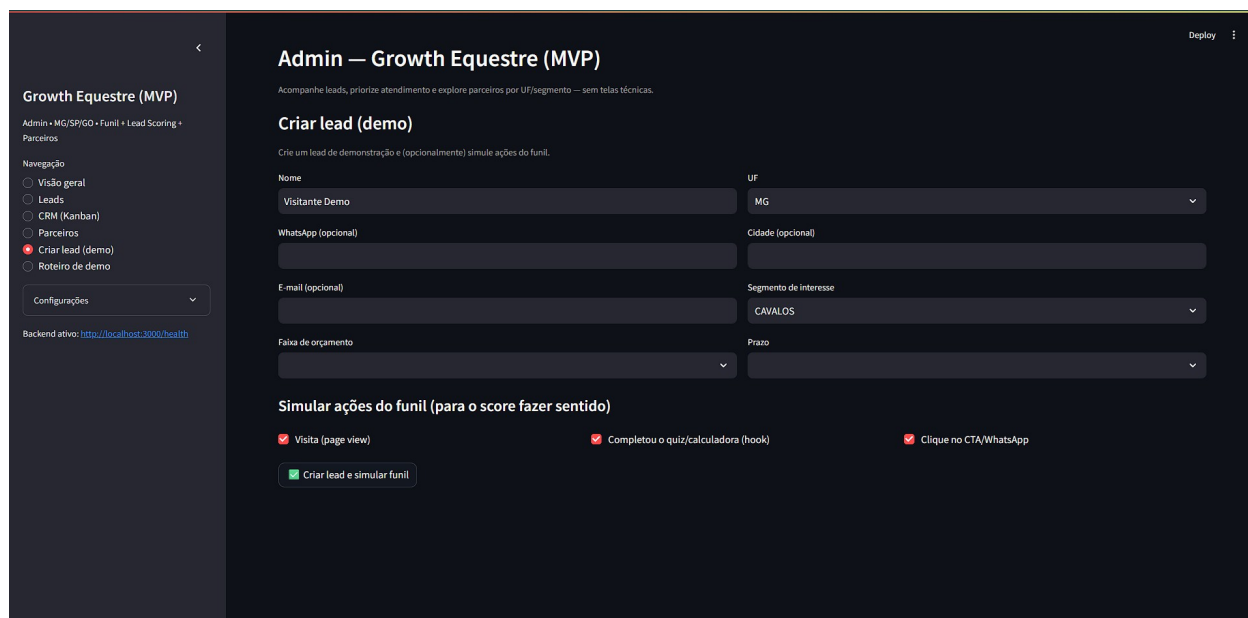 Deploy
Growth Equestre (MVP)
Admin • MG/SP/GO • Funil + Lead Scoring +
Parceiros
Navegação
Visão geral
Leads
CRM (Kanban)
Parceiros
Criar lead (demo)
Roteiro de demo
Configurações
Backend ativo: http://localhost:3000/health
Admin — Growth Equestre (MVP)
Acompanhe leads, priorize atendimento e explore parceiros por UF/segmento — sem telas técnicas.
Criar lead (demo)
Crie um lead de demonstração e (opcionalmente) simule ações do funil.
Nome
UF
Visitante Demo
MG
WhatsApp (opcional)
Cidade (opcional)
E-mail (opcional)
Segmento de interesse
CAVALOS
Faixa de orçamento
Prazo
Simular ações do funil (para o score fazer sentido)
Visita (page view)
Completou o quiz/calculadora (hook)
Clique no CTA/WhatsApp
Criar lead e simular funil